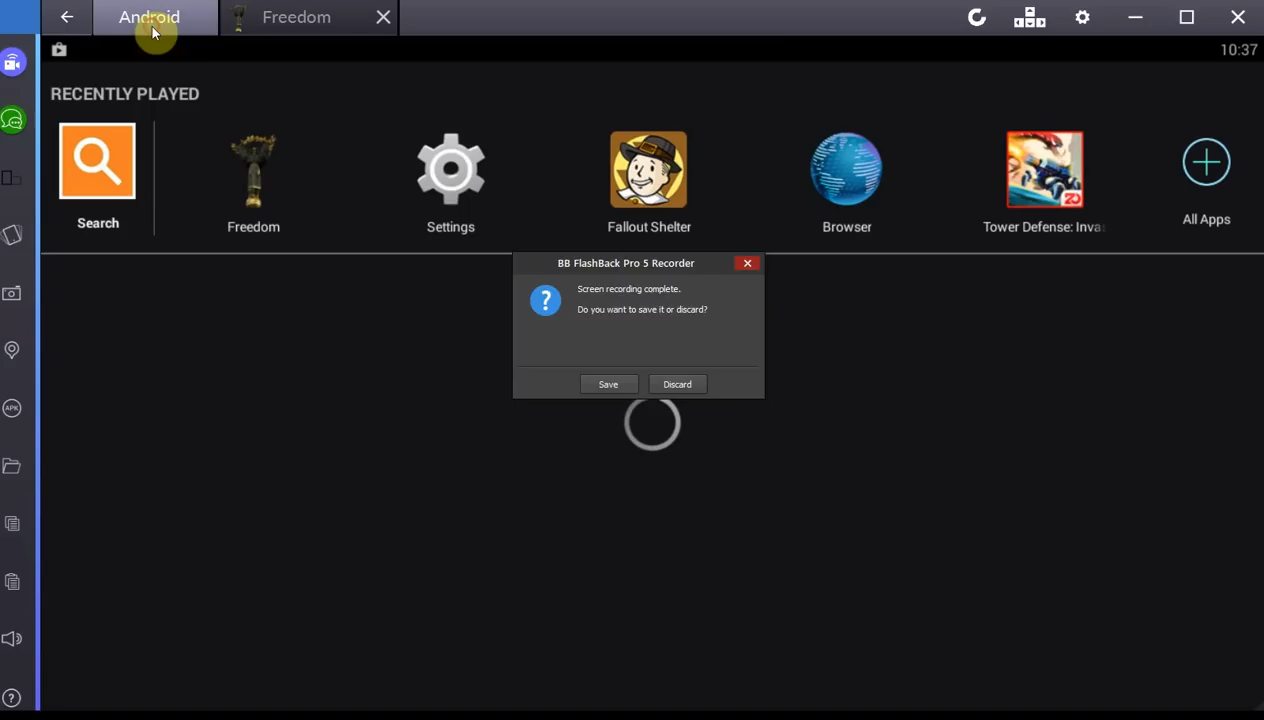 Android
Freedom
10:37
RECENTLY PLAYED
Search
Freedom
Settings
Fallout Shelter
Browser
Tower Defense: Inva
All Apps
BB FlashBack Pro 5 Recorder
Screen recording complete.
Do you want to save it or discard?
Save
Discard
APK